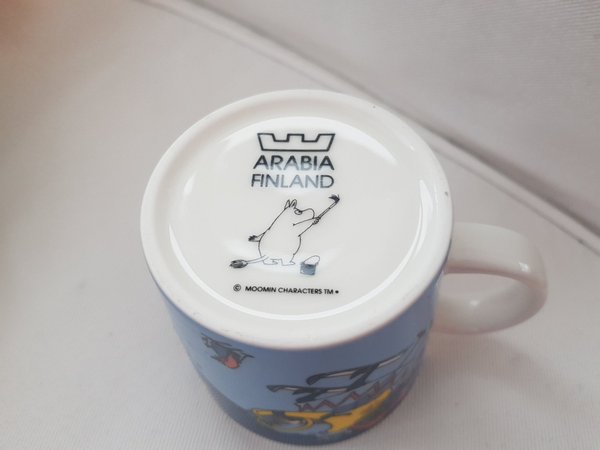 ARABIA
FINLAND
© MOOMIN CHARACTERS TM